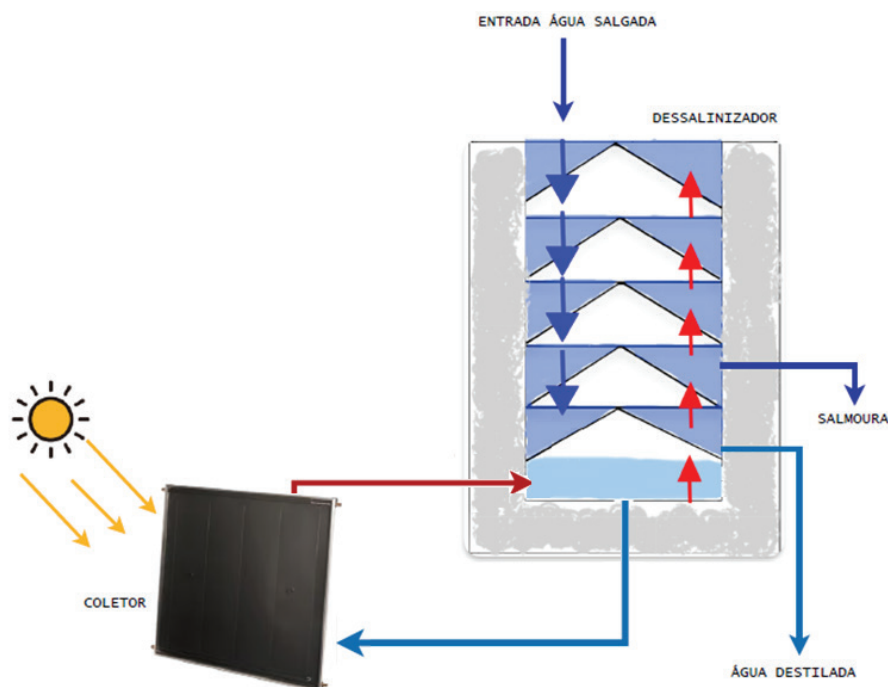 ENTRADA ÁGUA SALGADA
DESSALINIZADOR
SALMOURA
COLETOR
ÁGUA DESTILADA